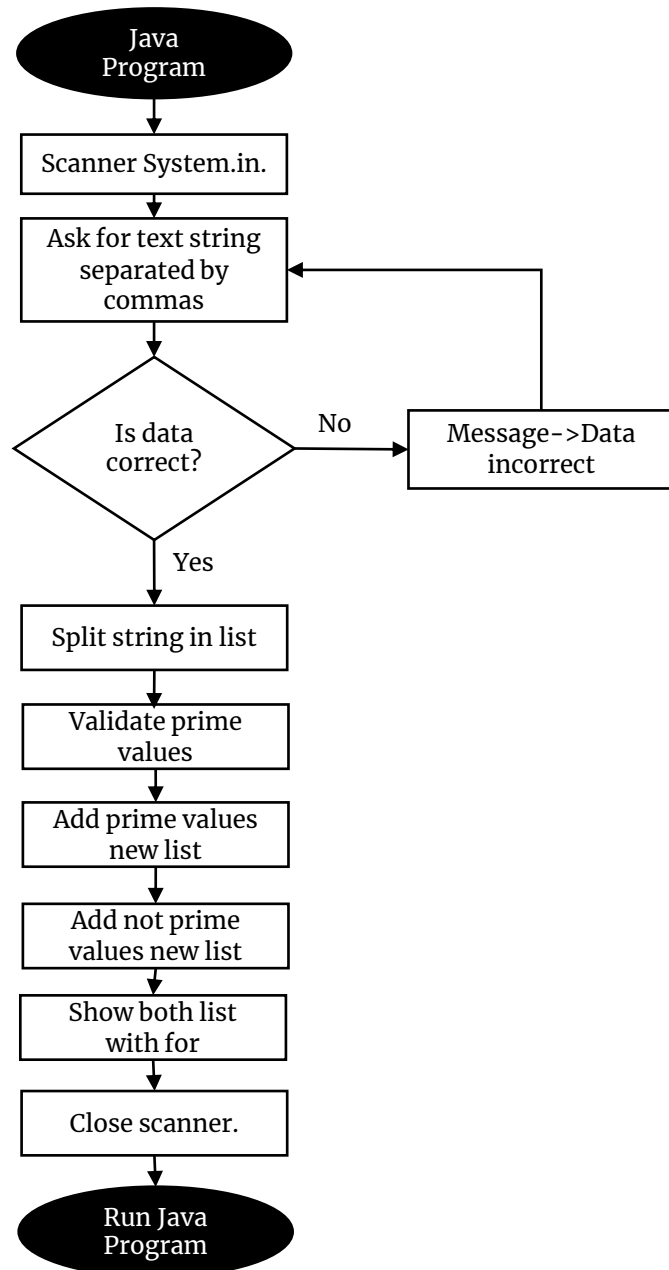 Java
Program
Scanner System.in.
Ask for text string
separated by
commas
Is data
correct?
No
Message->Data
incorrect
Yes
Split string in list
Validate prime
values
Add prime values
new list
Add not prime
values new list
Show both list
with for
Close scanner.
Run Java
Program